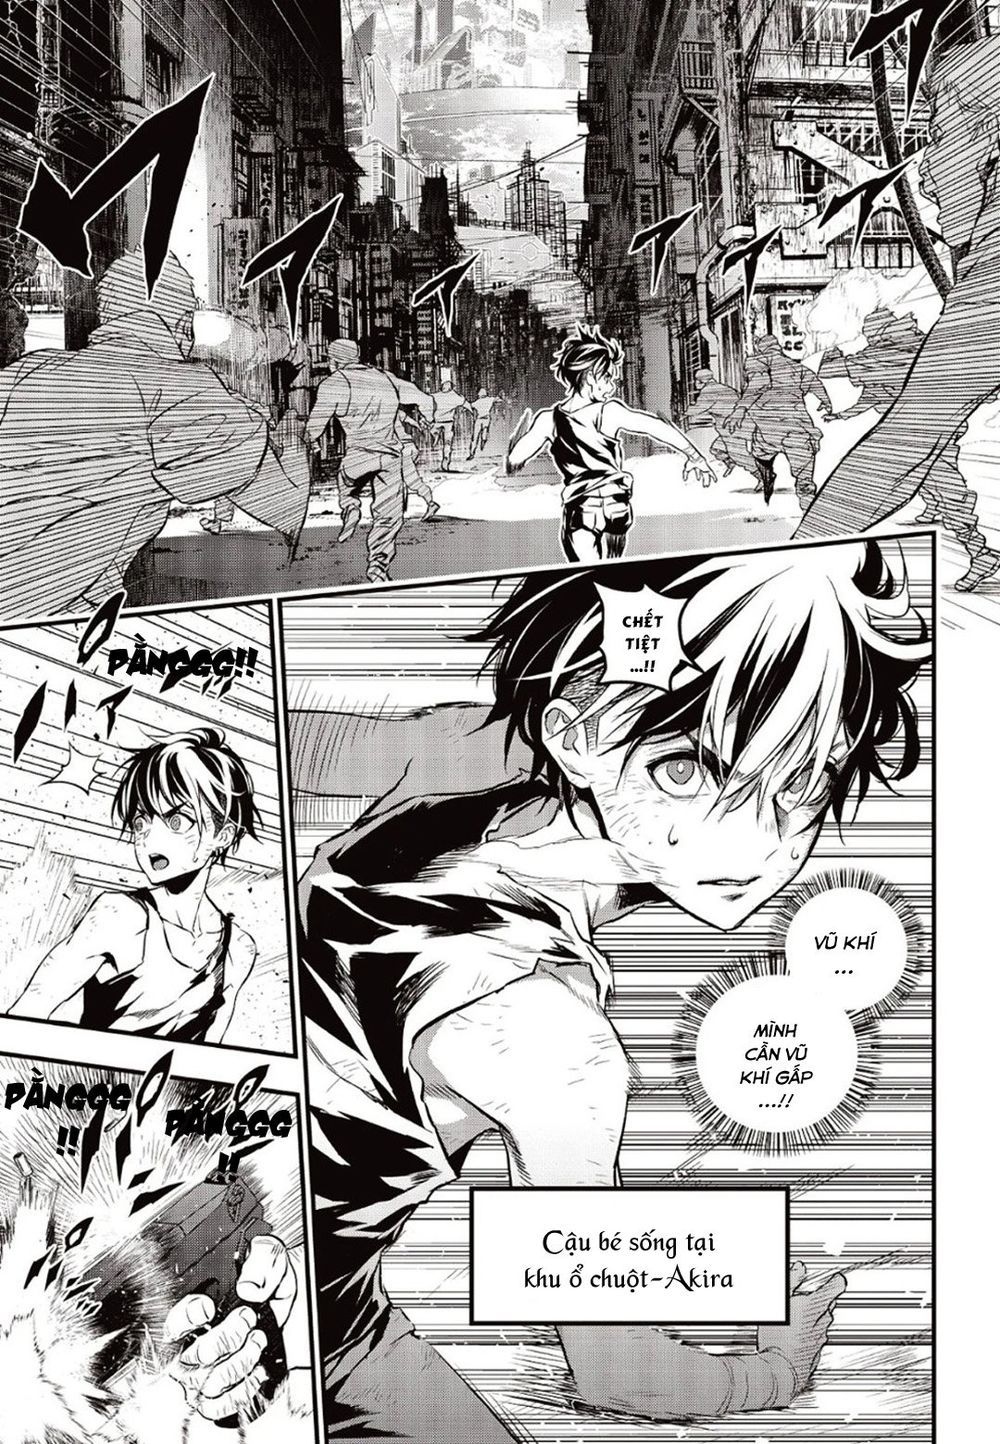 CHẾT
TIỆT
...!!
VŨ KHÍ
...
MÌNH
CẦN VŨ
KHÍ GẤP
...!!
Cậu bé sống tại
khu ổ chuột-Akira
PẰNGGG!!
PẰNGGG
!!
PẰNGGG
!!